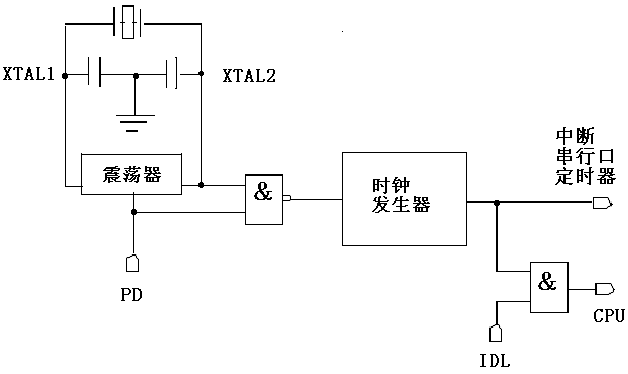 XTAL1
XTAL2
震荡器
&
时钟
发生器
中断
串行口
定时器
PD
&
CPU
IDL